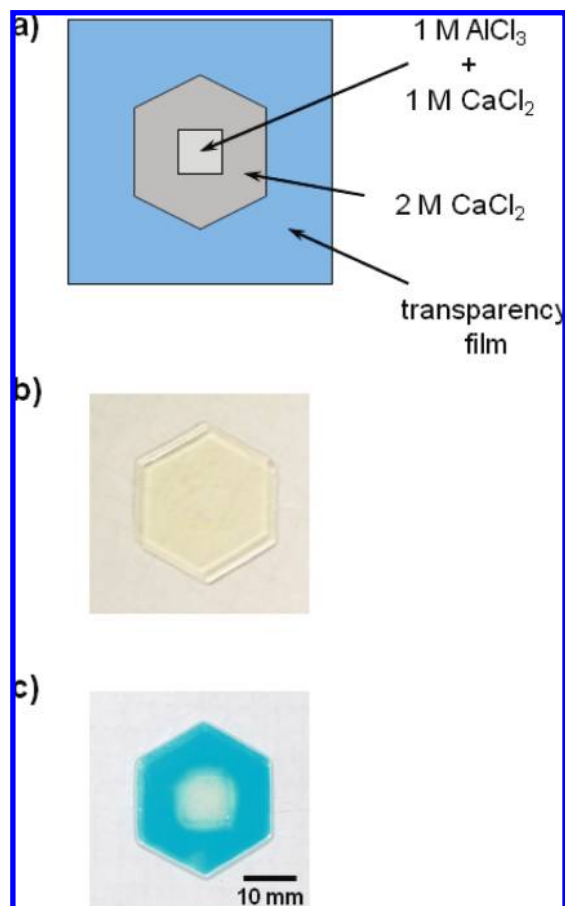 a)
1 M AlCl₃
+
1 M CaCl₂
2 M CaCl₂
transparency
film
b)
c)
10 mm